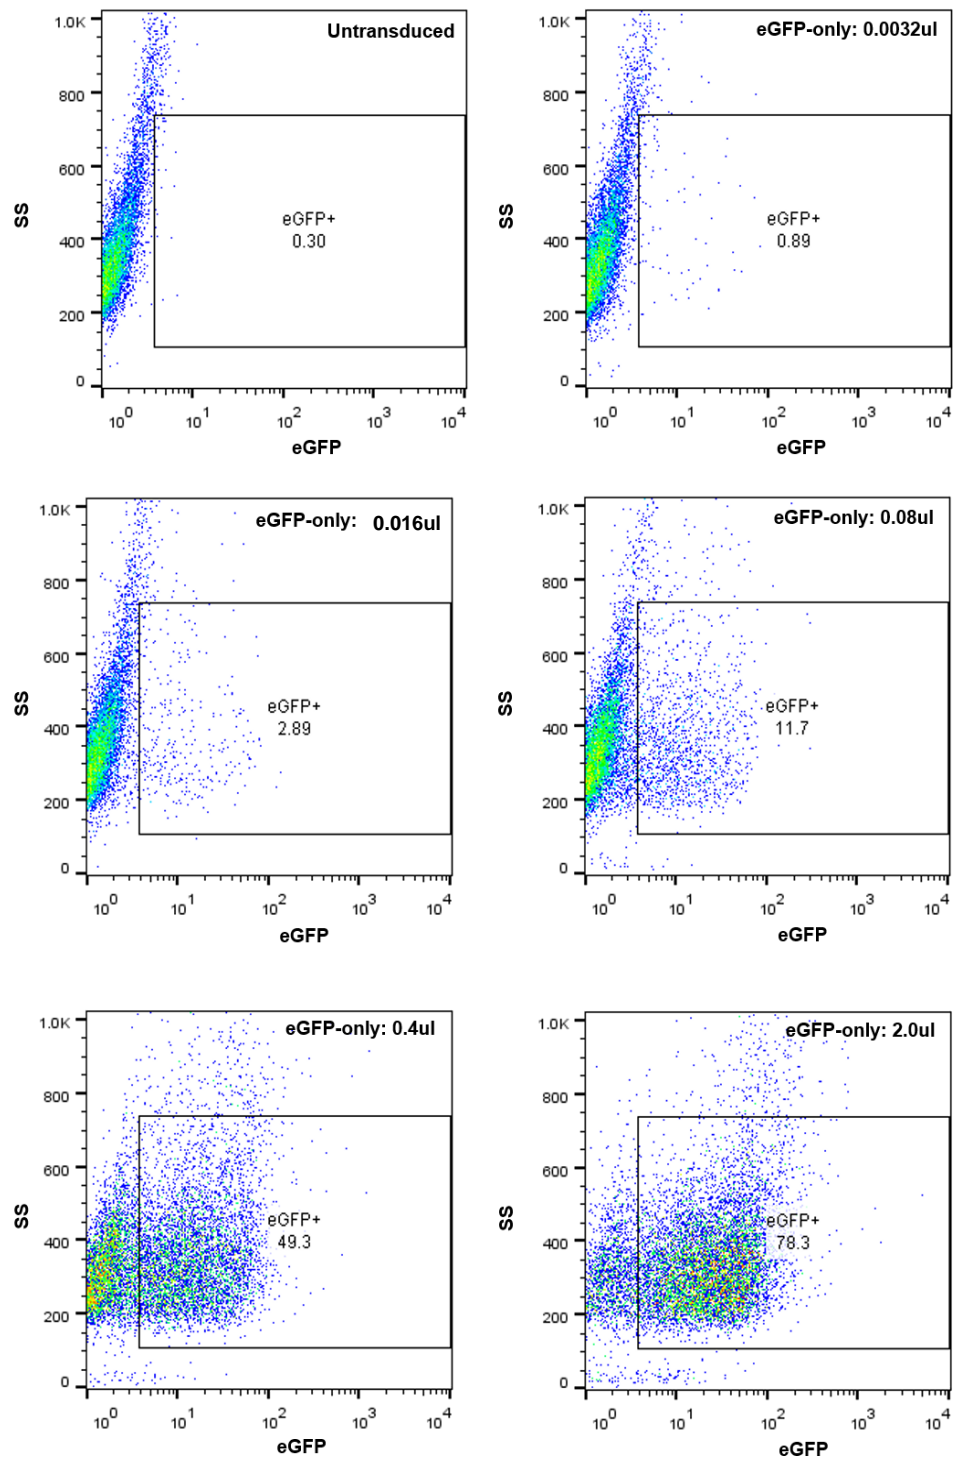 Untransduced
1.0K
800
600
400
200
0
SS
eGFP+
0.30
10^0 10^1 10^2 10^3 10^4
eGFP
eGFP-only: 0.0032ul
1.0K
800
600
400
200
0
SS
eGFP+
0.89
10^0 10^1 10^2 10^3 10^4
eGFP
eGFP-only: 0.016ul
1.0K
800
600
400
200
0
SS
eGFP+
2.89
10^0 10^1 10^2 10^3 10^4
eGFP
eGFP-only: 0.08ul
1.0K
800
600
400
200
0
SS
eGFP+
11.7
10^0 10^1 10^2 10^3 10^4
eGFP
eGFP-only: 0.4ul
1.0K
800
600
400
200
0
SS
eGFP+
49.3
10^0 10^1 10^2 10^3 10^4
eGFP
eGFP-only: 2.0ul
1.0K
800
600
400
200
0
SS
eGFP+
78.3
10^0 10^1 10^2 10^3 10^4
eGFP